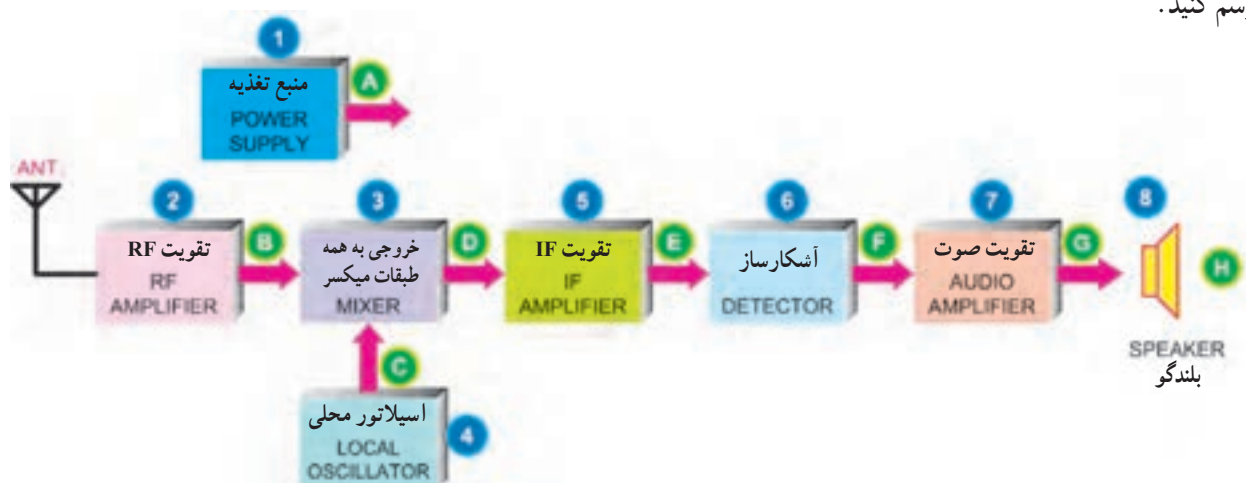 رسم کنید.
1
منبع تغذیه
POWER
SUPPLY
A
ANT.
2
تقویت RF
RF
AMPLIFIER
B
3
خروجی به همه
طبقات میکسر
MIXER
D
5
تقویت IF
IF
AMPLIFIER
E
6
آشکارساز
DETECTOR
F
7
تقویت صوت
AUDIO
AMPLIFIER
G
8
H
SPEAKER
بلندگو
C
اسیلاتور محلی
LOCAL
OSCILLATOR
4